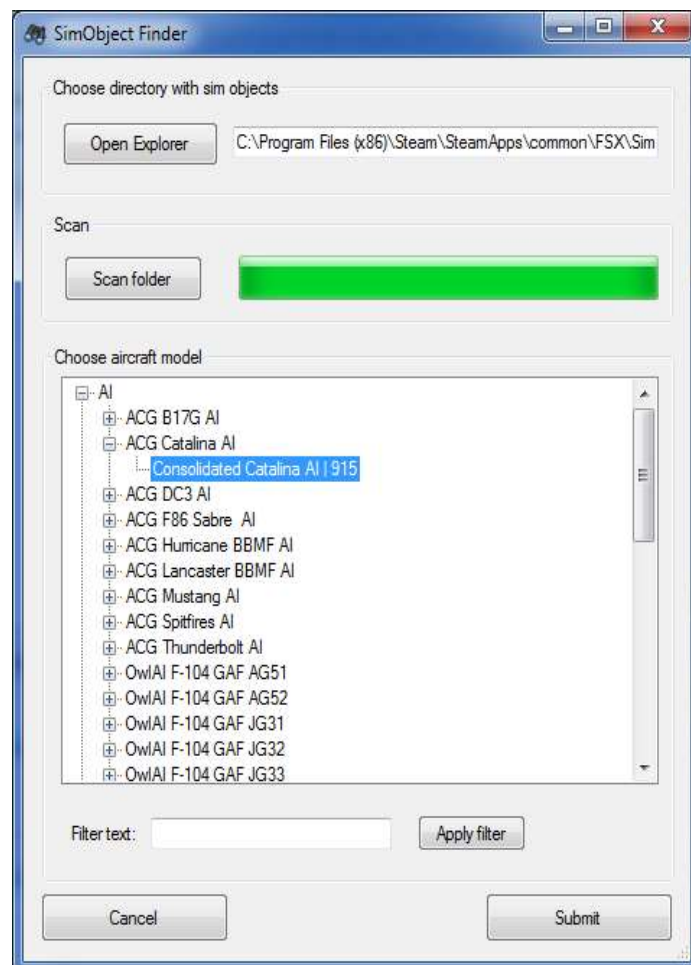 SimObject Finder
Choose directory with sim objects
Open Explorer C:\Program Files (x86)\Steam\SteamApps\common\FSX\Sim
Scan
Scan folder
Choose aircraft model
AI
ACG B17G AI
ACG Catalina AI
Consolidated Catalina AI | 915
ACG DC3 AI
ACG F86 Sabre  AI
ACG Hurricane BBMF AI
ACG Lancaster BBMF AI
ACG Mustang AI
ACG Spitfires AI
ACG Thunderbolt AI
OwlAI F-104 GAF AG51
OwlAI F-104 GAF AG52
OwlAI F-104 GAF JG31
OwlAI F-104 GAF JG32
OwlAI F-104 GAF JG33
Filter text: Apply filter
Cancel Submit